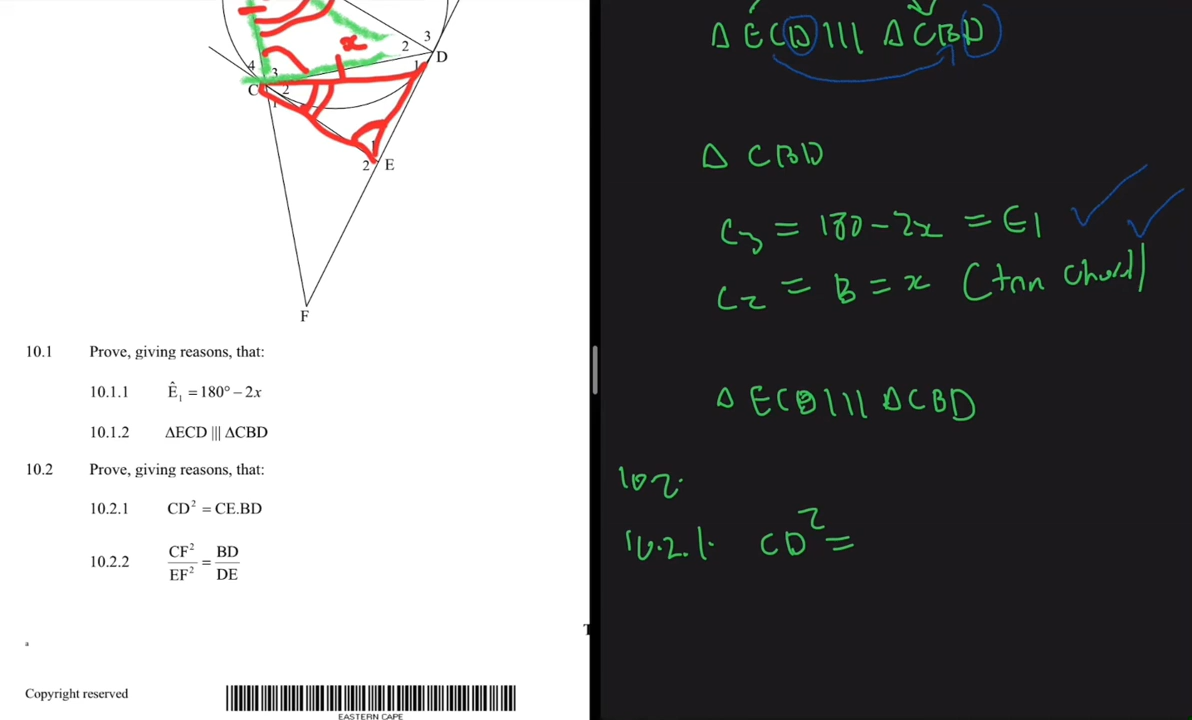 x
2
3
D
1
4
3
C
2
1
1
2
E
F
10.1 Prove, giving reasons, that:
10.1.1 Ê₁ = 180° – 2x
10.1.2 ΔECD ||| ΔCBD
10.2 Prove, giving reasons, that:
10.2.1 CD² = CE.BD
10.2.2 CF²/EF² = BD/DE
Copyright reserved
EASTERN CAPE
T
Δ ECD ||| Δ CBD
Δ CBD
C3 = 180 - 2x = E1
C2 = B = x (tan chord)
Δ ECD ||| Δ CBD
102.
10.2.1. CD² =